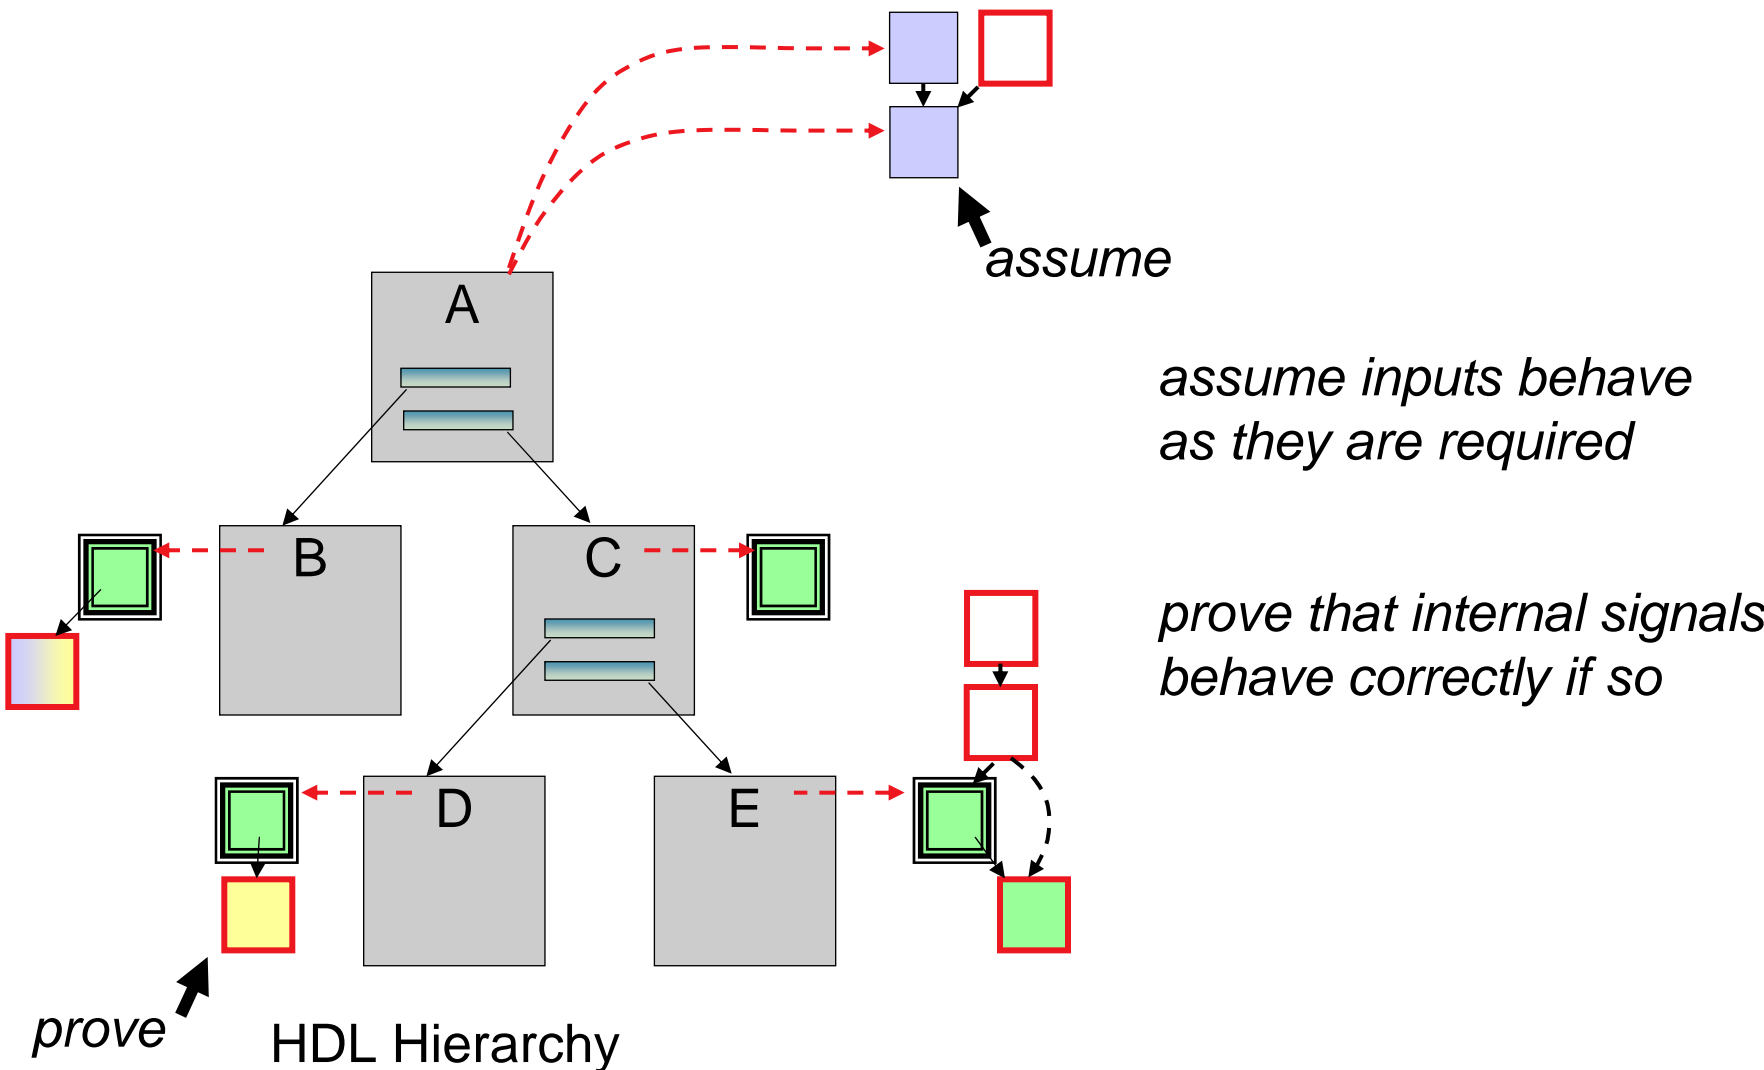 assume
A
assume inputs behave
as they are required
B
C
prove that internal signals
behave correctly if so
D
E
prove
HDL Hierarchy